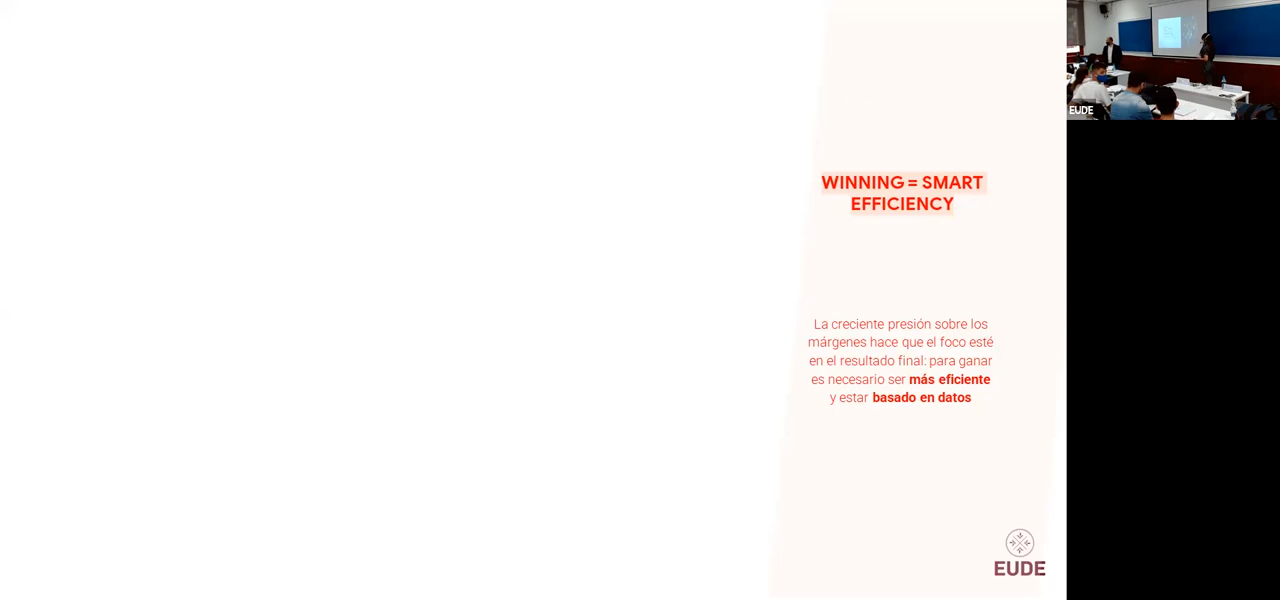 WINNING = SMART
EFFICIENCY
La creciente presión sobre los
márgenes hace que el foco esté
en el resultado final: para ganar
es necesario ser más eficiente
y estar basado en datos
EUDE
EUDE